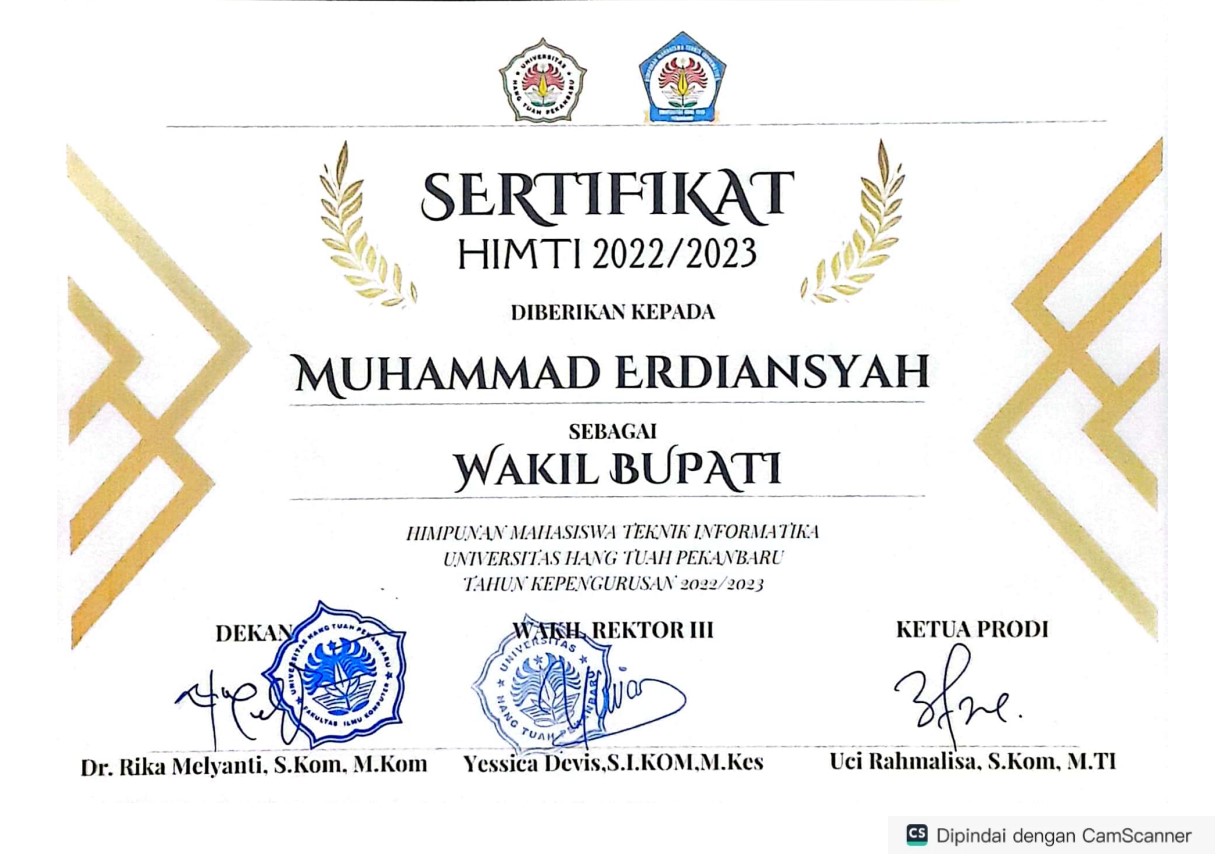 UNIVERSITAS
HANG TUAH PEKANBARU
SERTIFIKAT
HIMTI 2022/2023
DIBERIKAN KEPADA
MUHAMMAD ERDIANSYAH
SEBAGAI
WAKIL BUPATI
HIMPUNAN MAHASISWA TEKNIK INFORMATIKA
UNIVERSITAS HANG TUAH PEKANBARU
TAHUN KEPENGURUSAN 2022/2023
DEKAN
WAKIL REKTOR III
KETUA PRODI
UNIVERSITAS HANG TUAH PEKANBARU
FAKULTAS ILMU KOMPUTER
UNIVERSITAS
HANG TUAH PEKANBARU
Dr. Rika Melyanti, S.Kom, M.Kom
Yessica Devis,S.I.KOM,M.Kes
Uci Rahmalisa, S.Kom, M.TI
CS Dipindai dengan CamScanner